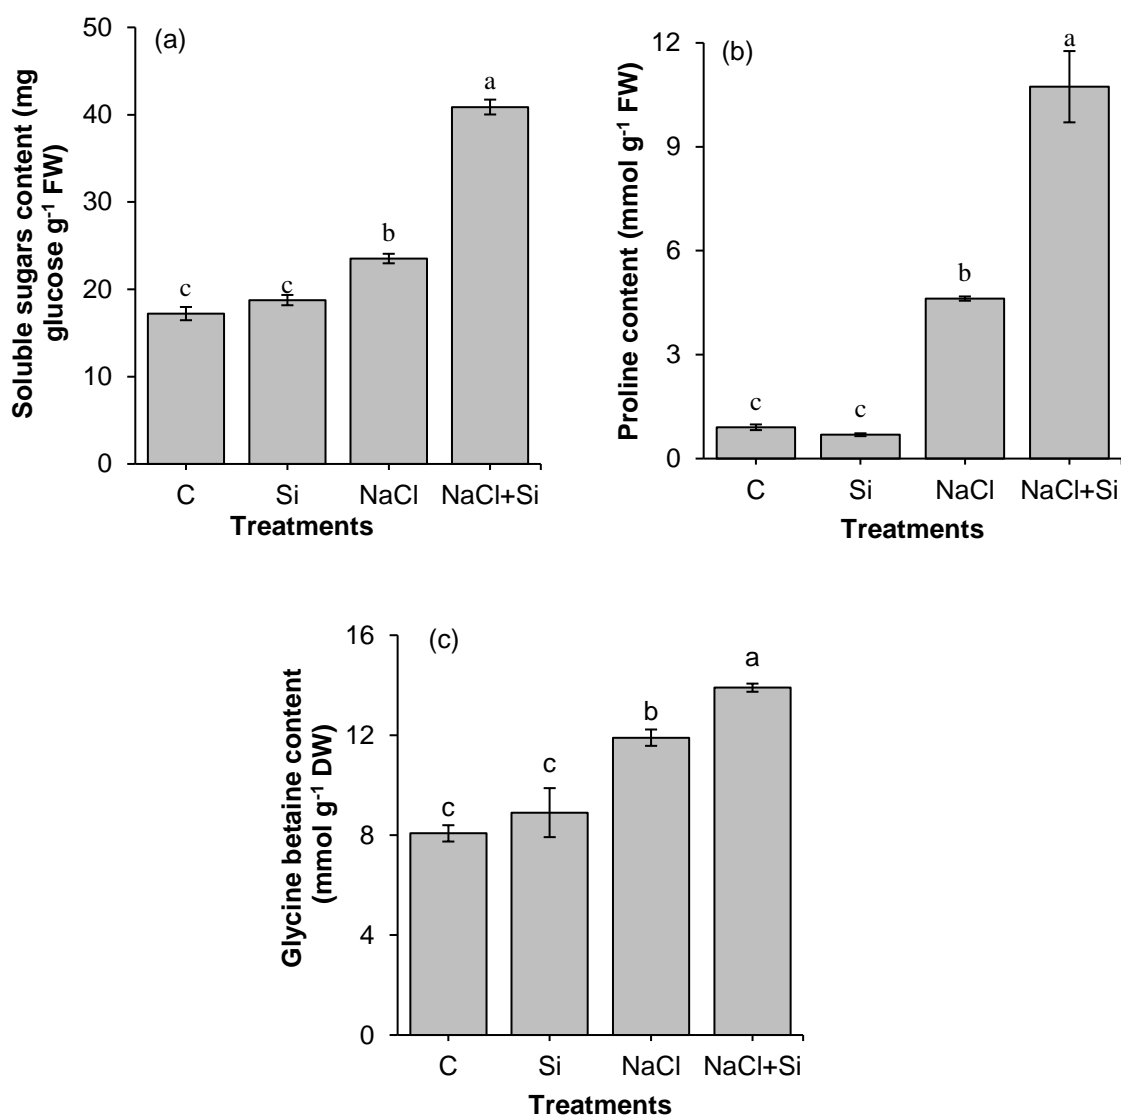 (a)
Soluble sugars content (mg
glucose g⁻¹ FW)
50
40
30
20
10
0
c
c
b
a
C Si NaCl NaCl+Si
Treatments
(b)
Proline content (mmol g⁻¹ FW)
12
9
6
3
0
c
c
b
a
C Si NaCl NaCl+Si
Treatments
(c)
Glycine betaine content
(mmol g⁻¹ DW)
16
12
8
4
0
c
c
b
a
C Si NaCl NaCl+Si
Treatments